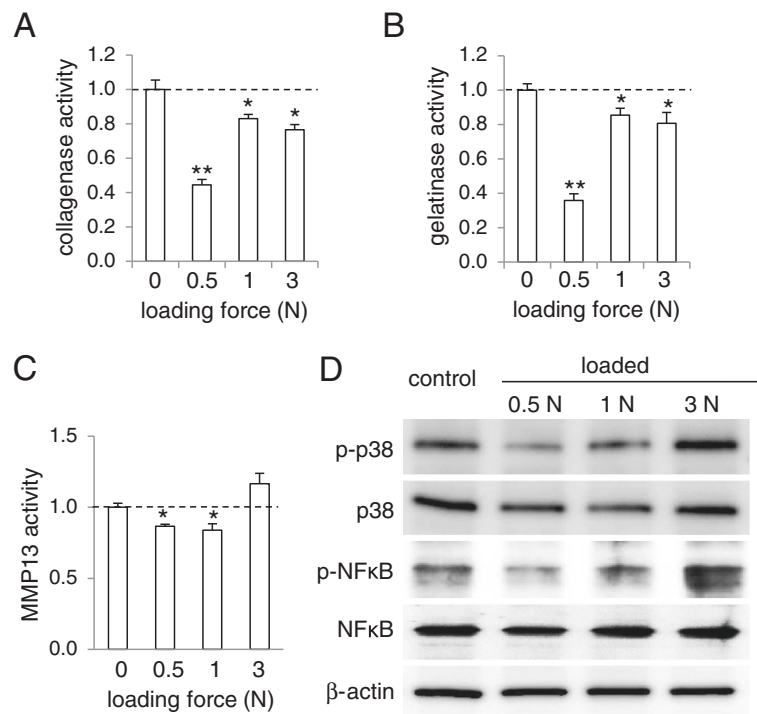 A
collagenase activity
1.2
1.0
0.8
0.6
0.4
0.2
0.0
**
*
*
0 0.5 1 3
loading force (N)
B
gelatinase activity
1.2
1.0
0.8
0.6
0.4
0.2
0.0
**
*
*
0 0.5 1 3
loading force (N)
C
MMP13 activity
1.5
1.0
0.5
0.0
*
*
0 0.5 1 3
loading force (N)
D
control
loaded
0.5 N 1 N 3 N
p-p38
p38
p-NFκB
NFκB
β-actin